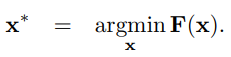 x* = argmin F(x).
x